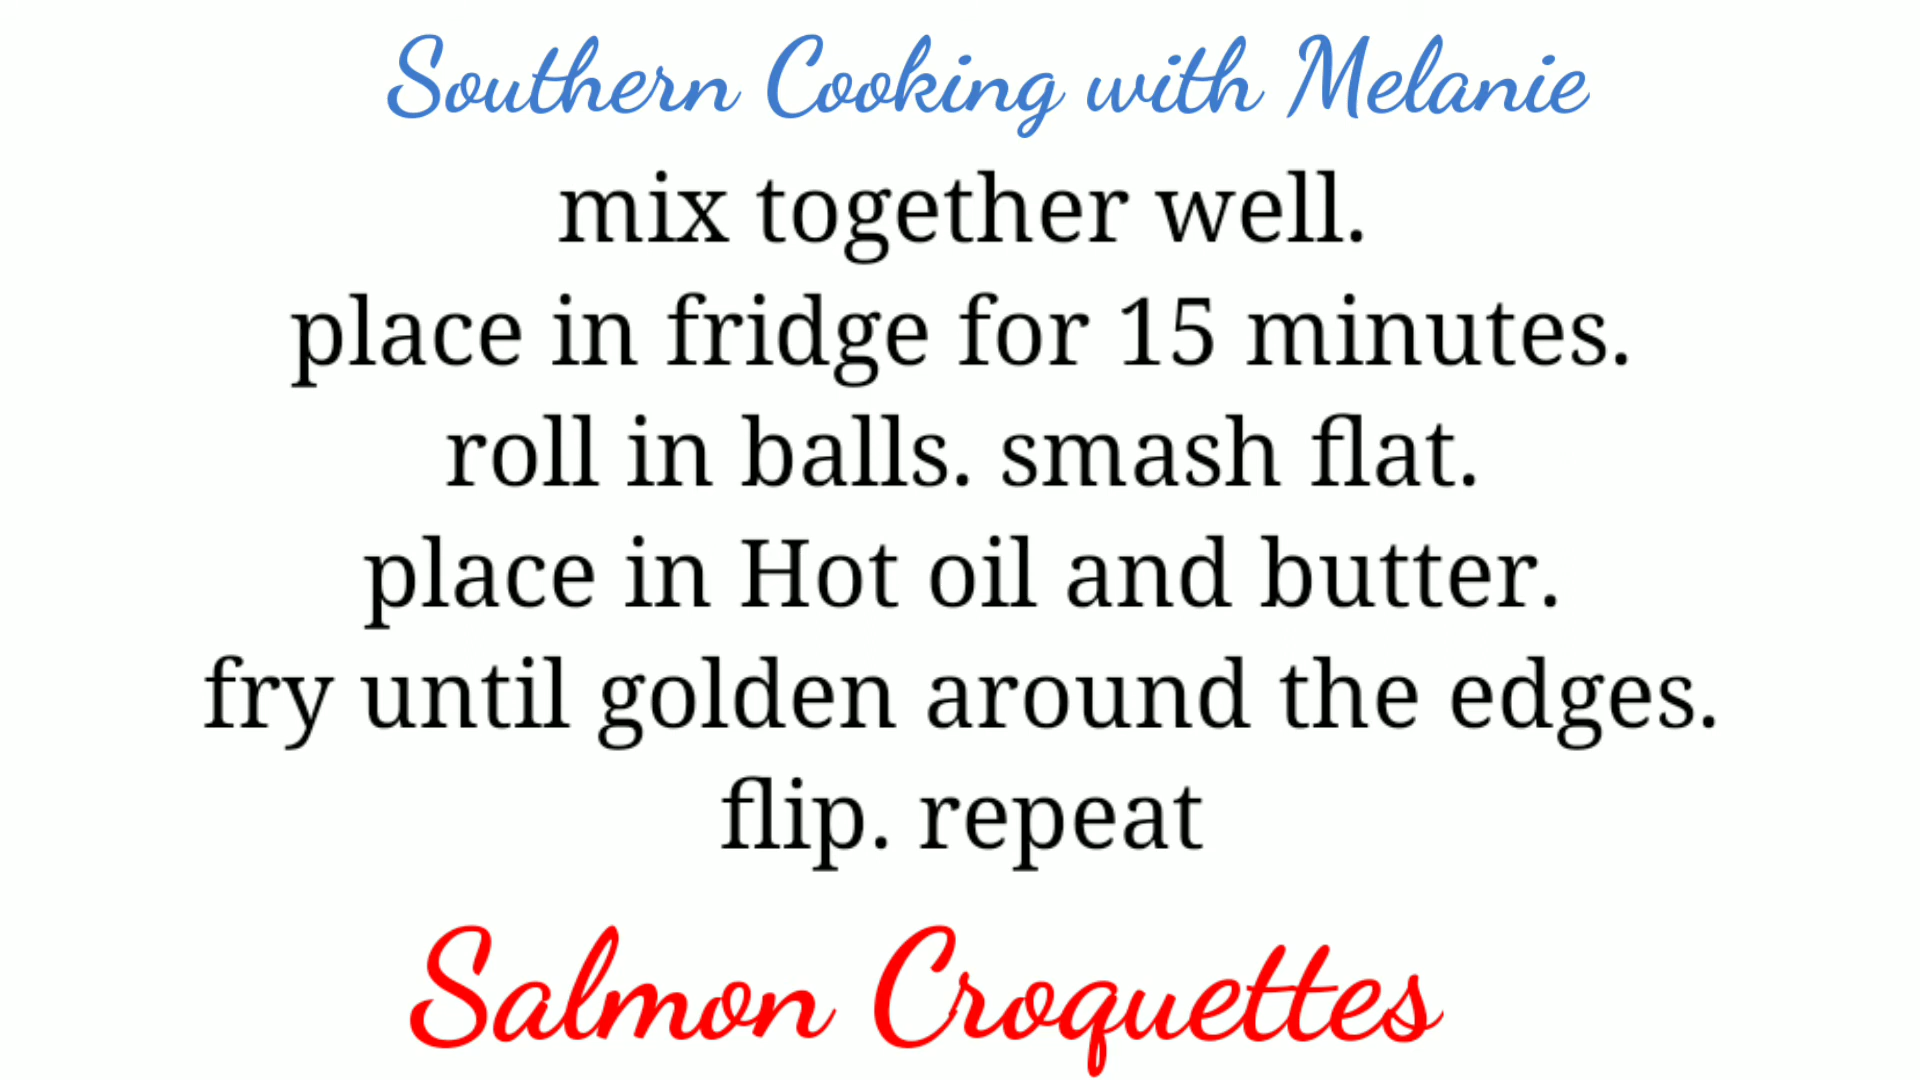 Southern Cooking with Melanie
mix together well.
place in fridge for 15 minutes.
roll in balls. smash flat.
place in Hot oil and butter.
fry until golden around the edges.
flip. repeat
Salmon Croquettes